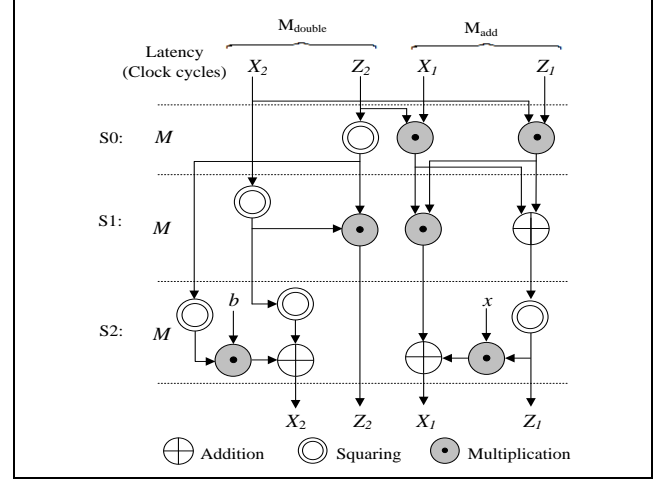 M_double M_add
Latency
(Clock cycles) X_2 Z_2 X_1 Z_1
S0: M
S1: M
S2: M b x
X_2 Z_2 X_1 Z_1
Addition Squaring Multiplication